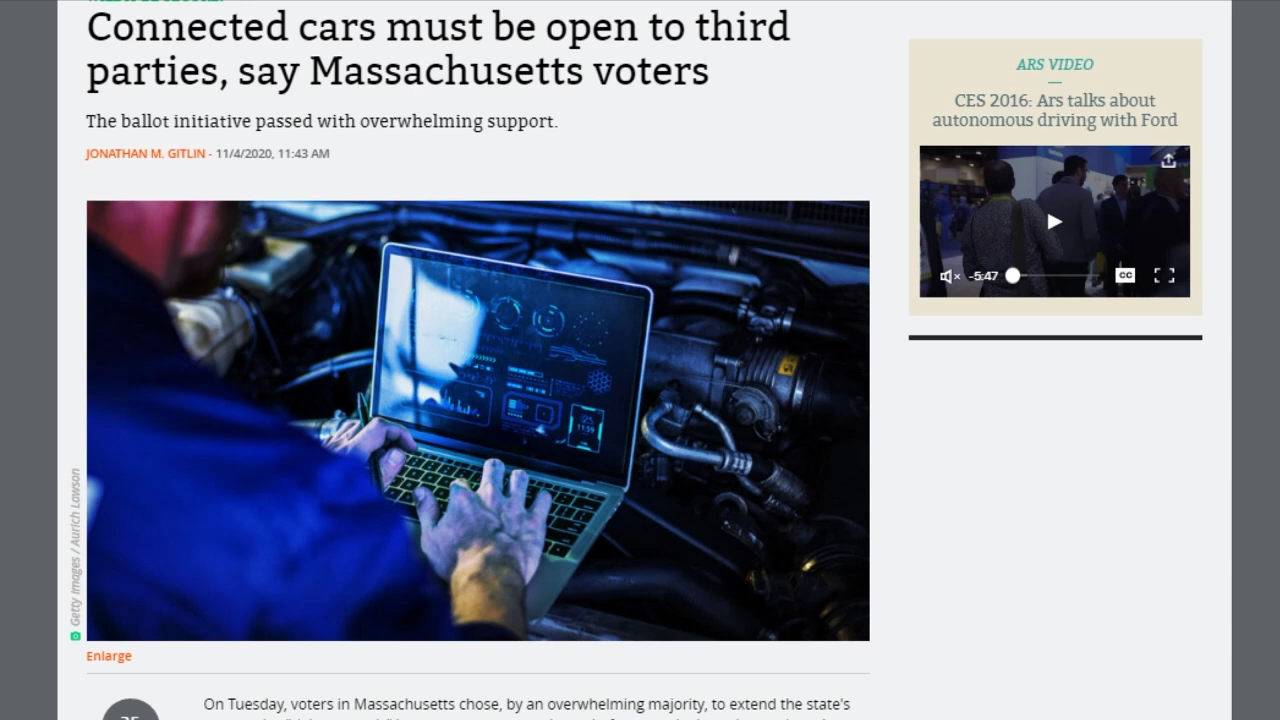 Connected cars must be open to third
parties, say Massachusetts voters
The ballot initiative passed with overwhelming support.
JONATHAN M. GITLIN - 11/4/2020, 11:43 AM
Getty Images / Aurich Lawson
Enlarge
On Tuesday, voters in Massachusetts chose, by an overwhelming majority, to extend the state's
ARS VIDEO
CES 2016: Ars talks about
autonomous driving with Ford
-5:47
CC